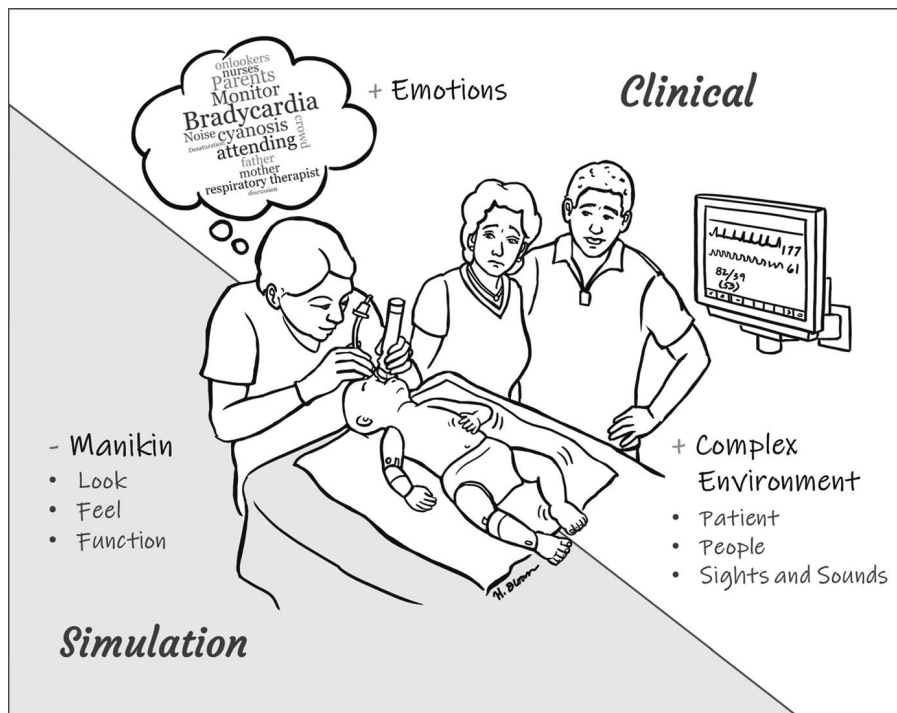 onlookers
nurses
Parents
Monitor
Bradycardia
Noise cyanosis crowd
Desaturation attending
father
mother
respiratory therapist
discussion
+ Emotions
Clinical
177
61
82/39
(53)
- Manikin
• Look
• Feel
• Function
+ Complex
Environment
• Patient
• People
• Sights and Sounds
H. Bloom
Simulation